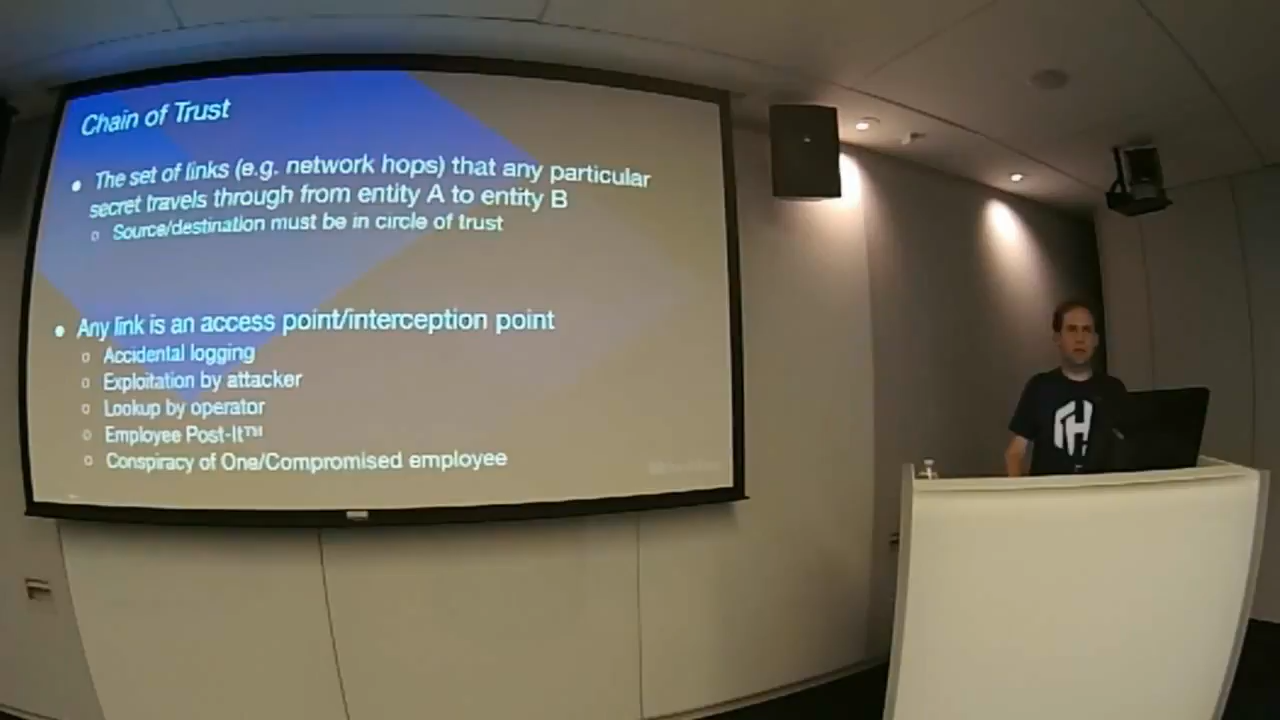 Chain of Trust
● The set of links (e.g. network hops) that any particular
secret travels through from entity A to entity B
○ Source/destination must be in circle of trust
● Any link is an access point/interception point
○ Accidental logging
○ Exploitation by attacker
○ Lookup by operator
○ Employee Post-It™
○ Conspiracy of One/Compromised employee